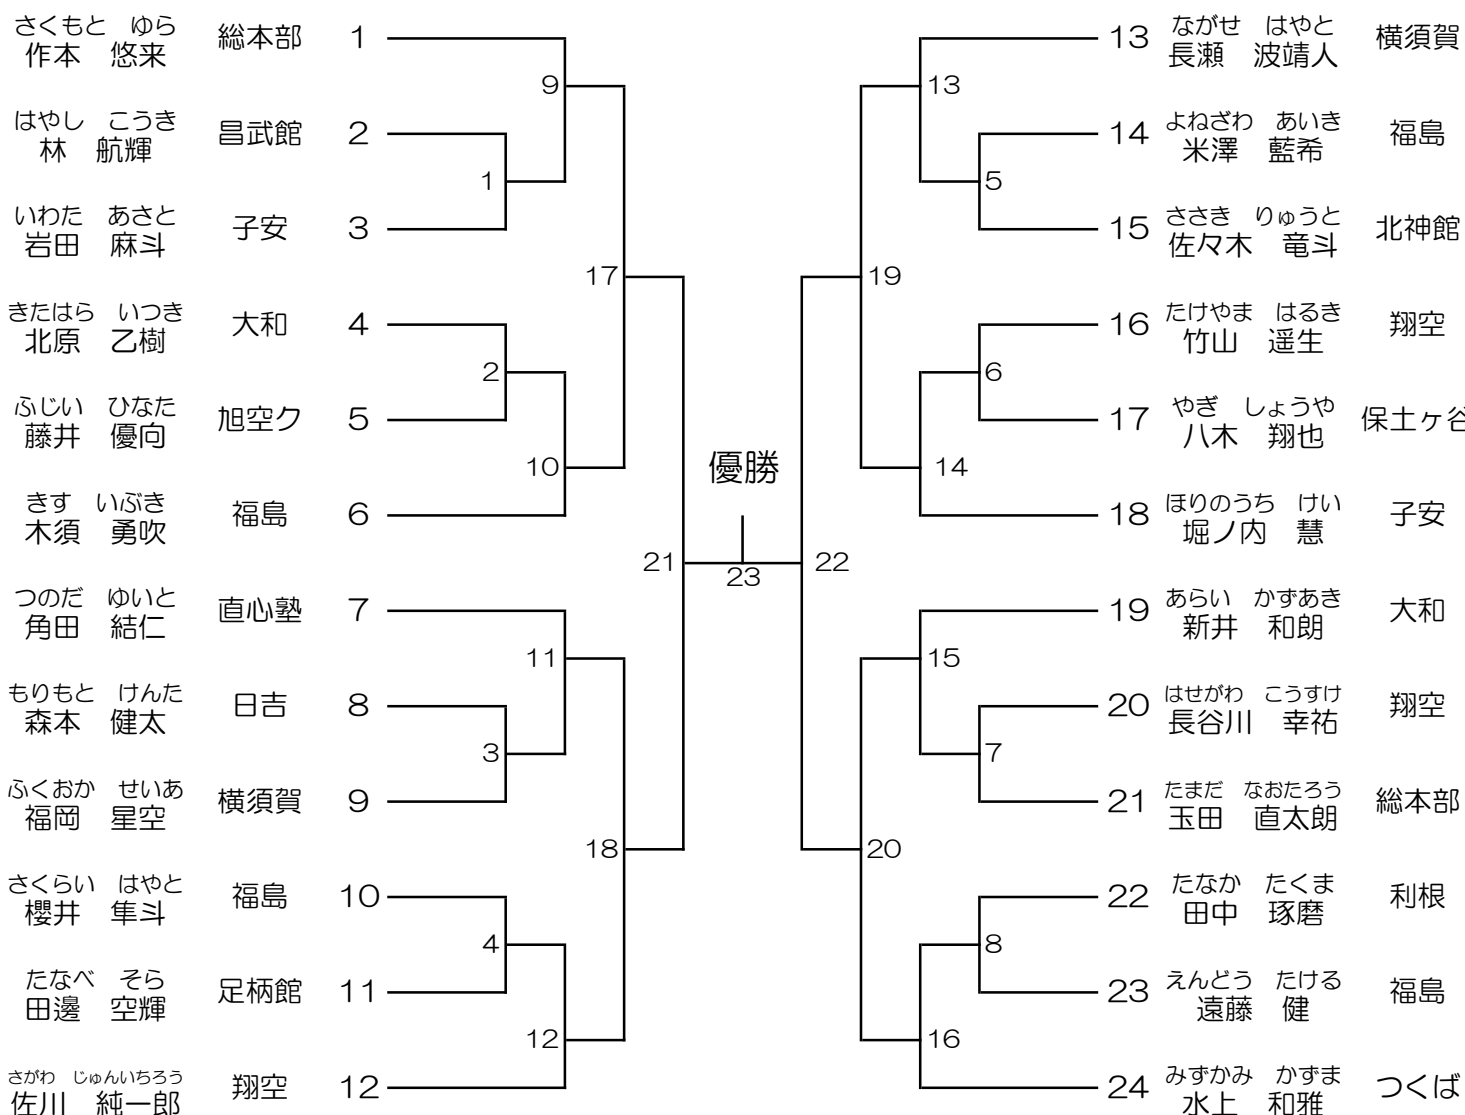 さくもと　ゆら
作本　悠来　総本部　1
はやし　こうき
林　航輝　昌武館　2
いわた　あさと
岩田　麻斗　子安　3
きたはら　いつき
北原　乙樹　大和　4
ふじい　ひなた
藤井　優向　旭空ク　5
きす　いぶき
木須　勇吹　福島　6
つのだ　ゆいと
角田　結仁　直心塾　7
もりもと　けんた
森本　健太　日吉　8
ふくおか　せいあ
福岡　星空　横須賀　9
さくらい　はやと
櫻井　隼斗　福島　10
たなべ　そら
田邊　空輝　足柄館　11
さがわ　じゅんいちろう
佐川　純一郎　翔空　12
9
1
17
2
10
21
11
3
18
4
12
優勝
23
13
5
19
6
14
22
15
7
20
8
16
ながせ　はやと
13　長瀬　波靖人　横須賀
よねざわ　あいき
14　米澤　藍希　福島
ささき　りゅうと
15　佐々木　竜斗　北神館
たけやま　はるき
16　竹山　遥生　翔空
やぎ　しょうや
17　八木　翔也　保土ヶ谷
ほりのうち　けい
18　堀ノ内　慧　子安
あらい　かずあき
19　新井　和朗　大和
はせがわ　こうすけ
20　長谷川　幸祐　翔空
たまだ　なおたろう
21　玉田　直太朗　総本部
たなか　たくま
22　田中　琢磨　利根
えんどう　たける
23　遠藤　健　福島
みずかみ　かずま
24　水上　和雅　つくば